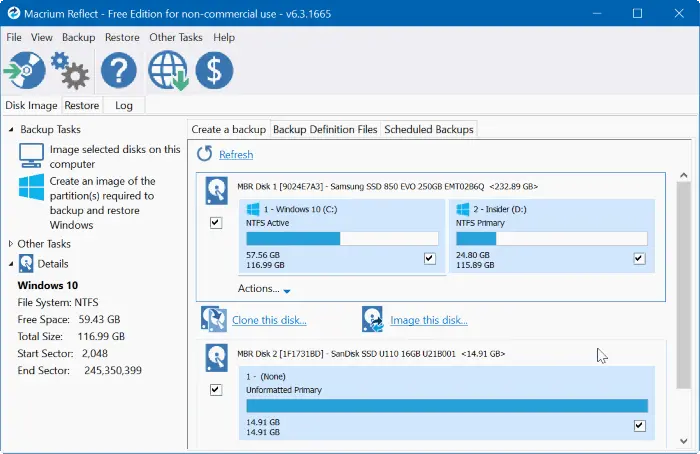 Macrium Reflect - Free Edition for non-commercial use - v6.3.1665
File View Backup Restore Other Tasks Help
Disk Image Restore Log
Backup Tasks
Image selected disks on this
computer
Create an image of the
partition(s) required to
backup and restore
Windows
Other Tasks
Details
Windows 10
File System: NTFS
Free Space: 59.43 GB
Total Size: 116.99 GB
Start Sector: 2,048
End Sector: 245,350,399
Create a backup Backup Definition Files Scheduled Backups
Refresh
MBR Disk 1 [9024E7A3] - Samsung SSD 850 EVO 250GB EMT02B6Q <232.89 GB>
1 - Windows 10 (C:)
NTFS Active
57.56 GB
116.99 GB
2 - Insider (D:)
NTFS Primary
24.80 GB
115.89 GB
Actions...
Clone this disk... Image this disk...
MBR Disk 2 [1F1731BD] - SanDisk SSD U110 16GB U21B001 <14.91 GB>
1 - (None)
Unformatted Primary
14.91 GB
14.91 GB